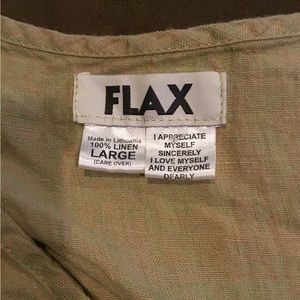 FLAX
Made in Lithuania
100% LINEN
LARGE
(CARE OVER)
I APPRECIATE
MYSELF
SINCERELY
I LOVE MYSELF
AND EVERYONE
DEARLY